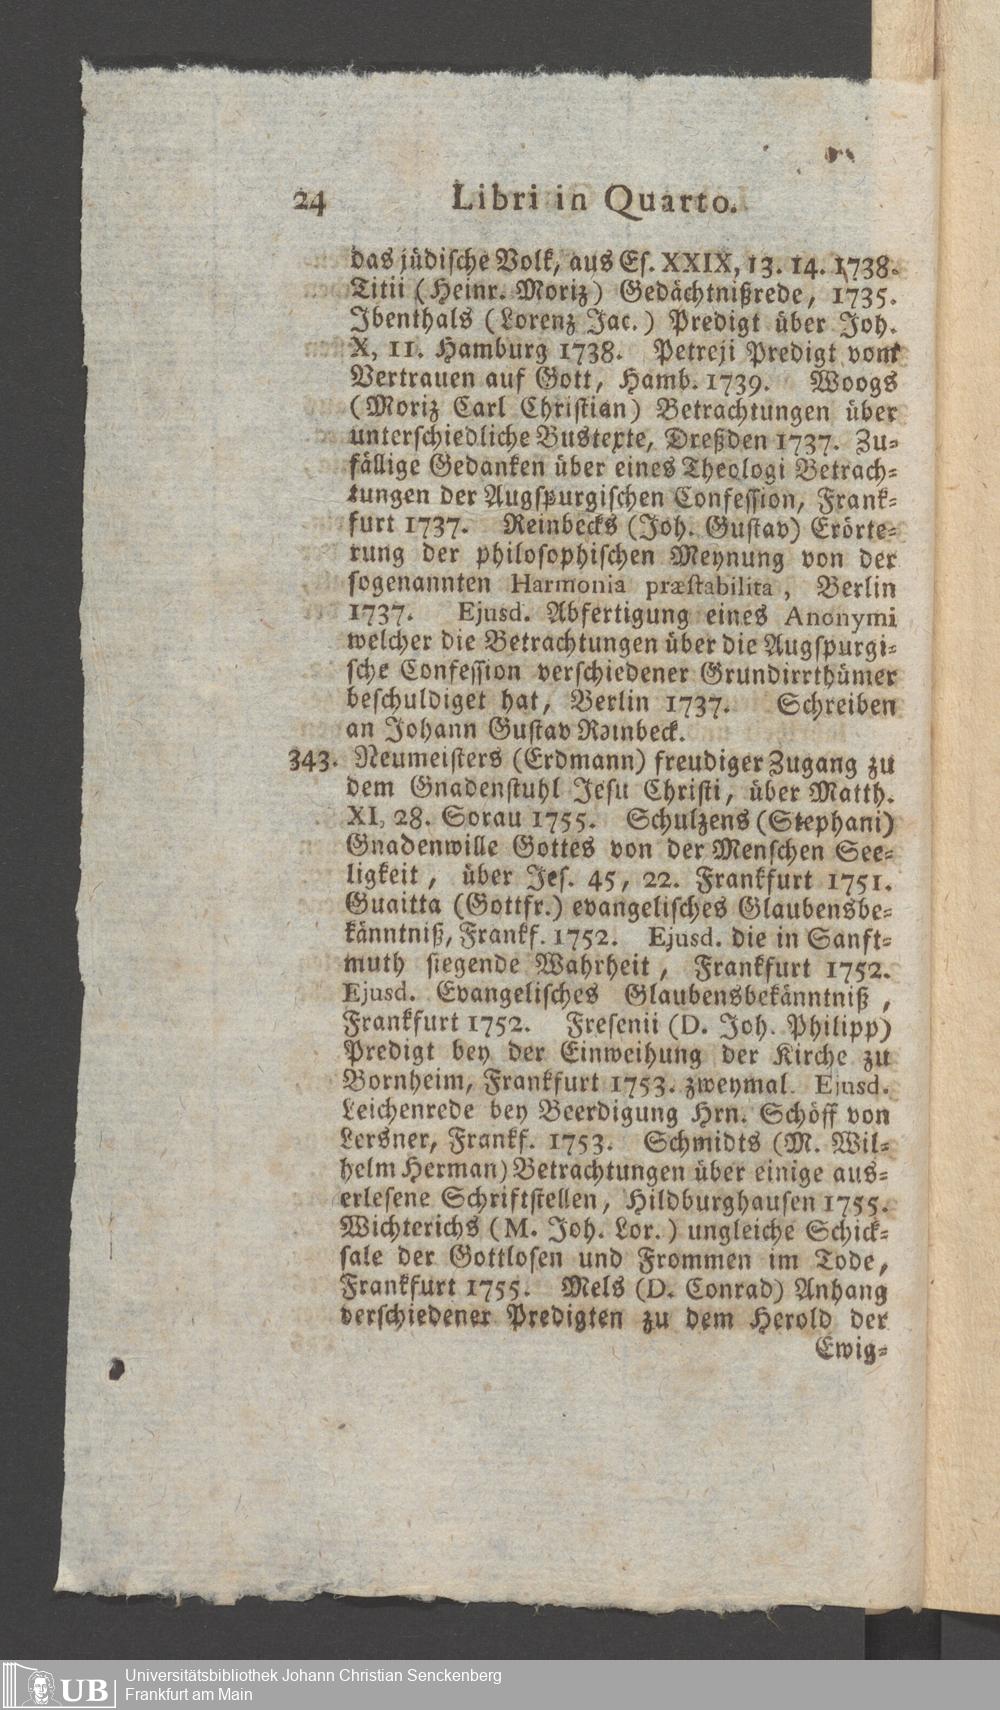 24 Libri in Quarto.
das jüdische Volk, aus Es. XXIX, 13. 14. 1738.
Titii (Heinr. Moriz) Gedächtnißrede, 1735.
Ibenthals (Lorenz Jac.) Predigt über Joh.
X, 11. Hamburg 1738. Petreji Predigt vom
Vertrauen auf Gott, Hamb. 1739. Woogs
(Moriz Carl Christian) Betrachtungen über
unterschiedliche Bustexte, Dreßden 1737. Zu-
fällige Gedanken über eines Theologi Betrach-
tungen der Augspurgischen Confession, Frank-
furt 1737. Reinbecks (Joh. Gustav) Erörte-
rung der philosophischen Meynung von der
sogenannten Harmonia præstabilita, Berlin
1737. Ejusd. Abfertigung eines Anonymi
welcher die Betrachtungen über die Augspurgi-
sche Confession verschiedener Grundirrthümer
beschuldiget hat, Berlin 1737. Schreiben
an Johann Gustav Reinbeck.
343. Neumeisters (Erdmann) freudiger Zugang zu
dem Gnadenstuhl Jesu Christi, über Matth.
XI, 28. Sorau 1755. Schulzens (Stephani)
Gnadenwille Gottes von der Menschen See-
ligkeit, über Jes. 45, 22. Frankfurt 1751.
Guaitta (Gottfr.) evangelisches Glaubensbe-
känntniß, Frankf. 1752. Ejusd. die in Sanft-
muth siegende Wahrheit, Frankfurt 1752.
Ejusd. Evangelisches Glaubensbekänntniß,
Frankfurt 1752. Fresenii (D. Joh. Philipp)
Predigt bey der Einweihung der Kirche zu
Bornheim, Frankfurt 1753. zweymal. Ejusd.
Leichenrede bey Beerdigung Hrn. Schöff von
Lersner, Frankf. 1753. Schmidts (M. Wil-
helm Herman) Betrachtungen über einige aus-
erlesene Schriftstellen, Hildburghausen 1755.
Wichterichs (M. Joh. Lor.) ungleiche Schick-
sale der Gottlosen und Frommen im Tode,
Frankfurt 1755. Mels (D. Conrad) Anhang
verschiedener Predigten zu dem Herold der
Ewig-
UB Universitätsbibliothek Johann Christian Senckenberg
Frankfurt am Main